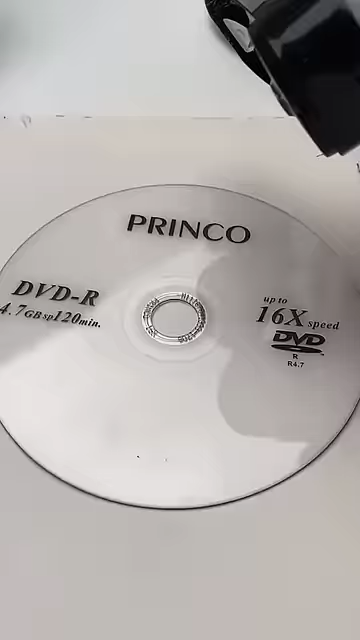 PRINCO
DVD-R
4.7GB sp120min.
up to
16X speed
DVD
R
R4.7